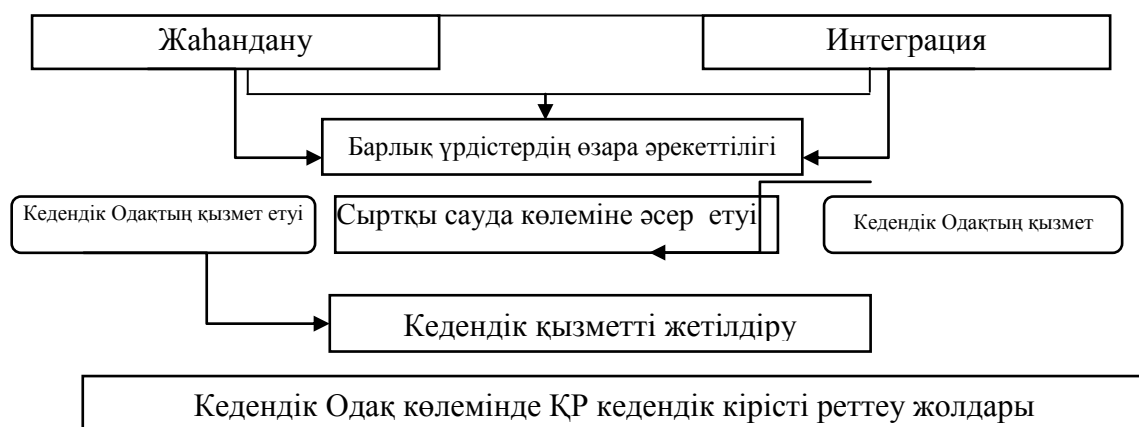 Жаһандану
Интеграция
Барлық үрдістердің өзара әрекеттілігі
Кедендік Одақтың қызмет етуі
Сыртқы сауда көлеміне әсер етуі
Кедендік Одақтың қызмет
Кедендік қызметті жетілдіру
Кедендік Одақ көлемінде ҚР кедендік кірісті реттеу жолдары